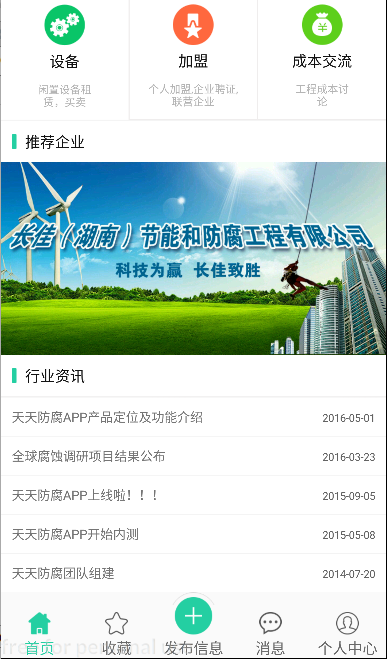 设备
加盟
成本交流
闲置设备租
赁，买卖
个人加盟,企业聘证,
联营企业
工程成本讨
论
推荐企业
长佳（湖南）节能和防腐工程有限公司
科技为赢 长佳致胜
行业资讯
天天防腐APP产品定位及功能介绍 2016-05-01
全球腐蚀调研项目结果公布 2016-03-23
天天防腐APP上线啦！！！ 2015-09-05
天天防腐APP开始内测 2015-05-08
天天防腐团队组建 2014-07-20
free for personal u
首页 收藏 发布信息 消息 个人中心